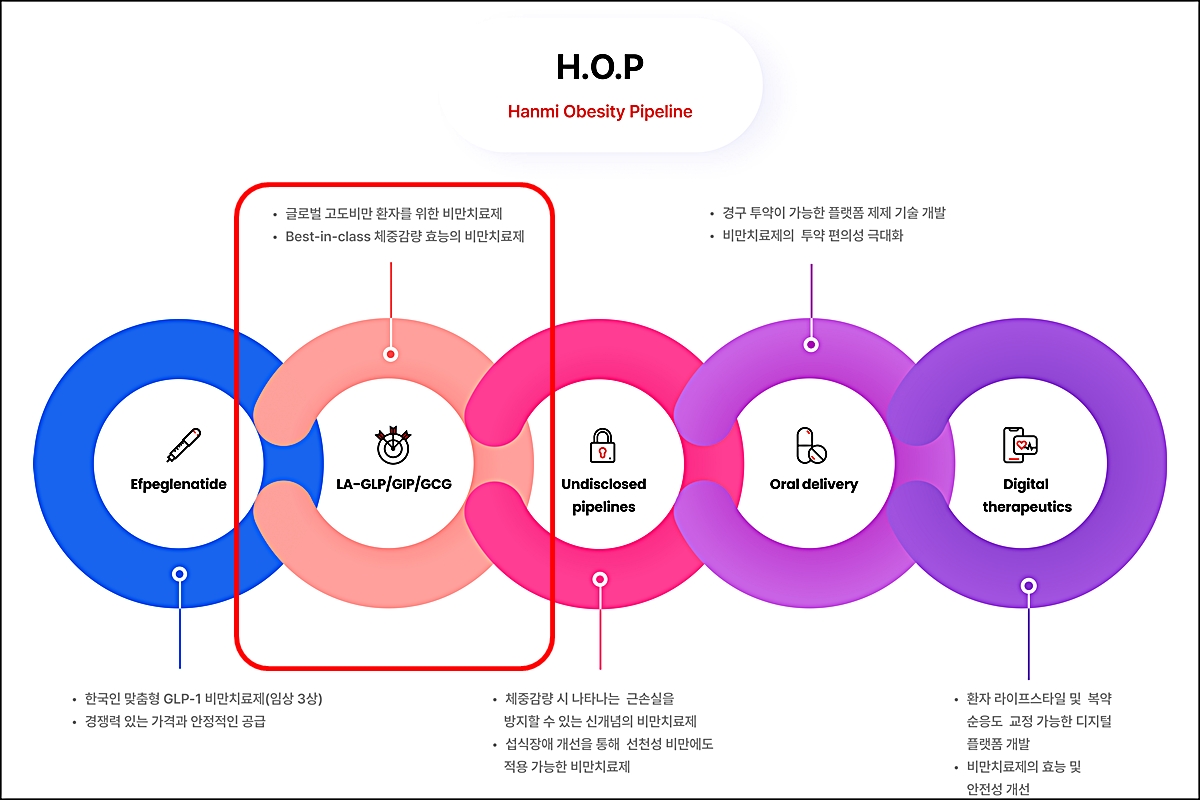 H.O.P
Hanmi Obesity Pipeline
• 글로벌 고도비만 환자를 위한 비만치료제
• Best-in-class 체중감량 효능의 비만치료제
• 경구 투약이 가능한 플랫폼 제제 기술 개발
• 비만치료제의 투약 편의성 극대화
Efpeglenatide
LA-GLP/GIP/GCG
Undisclosed
pipelines
Oral delivery
Digital
therapeutics
• 한국인 맞춤형 GLP-1 비만치료제(임상 3상)
• 경쟁력 있는 가격과 안정적인 공급
• 체중감량 시 나타나는 근손실을
방지할 수 있는 신개념의 비만치료제
• 섭식장애 개선을 통해 선천성 비만에도
적용 가능한 비만치료제
• 환자 라이프스타일 및 복약
순응도 교정 가능한 디지털
플랫폼 개발
• 비만치료제의 효능 및
안전성 개선